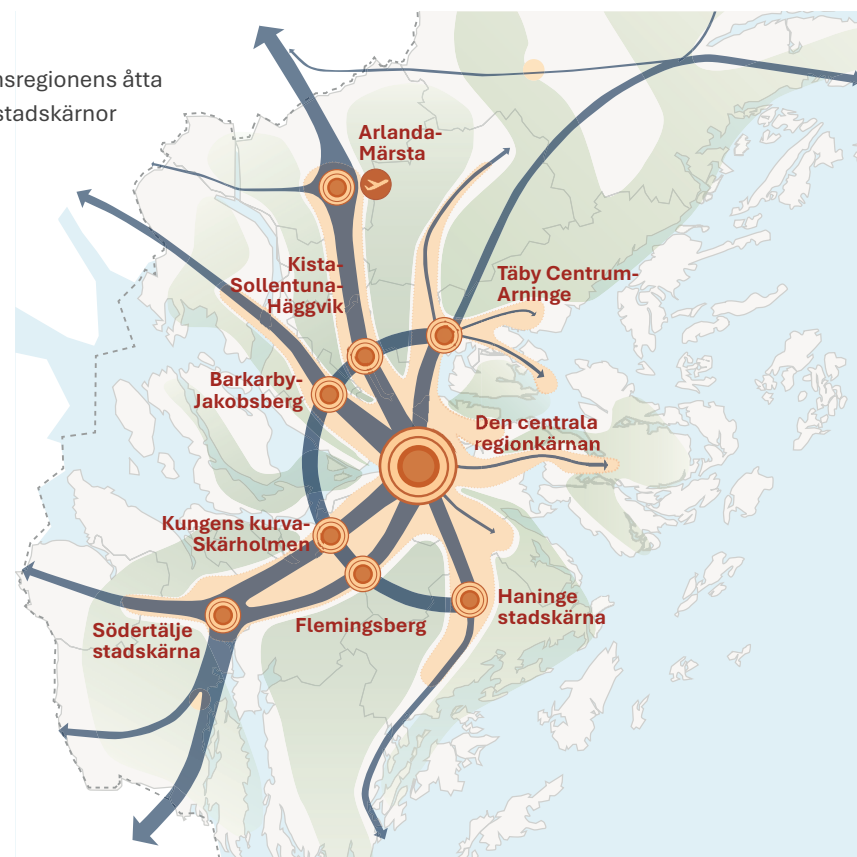 nsregionens åtta
stadskärnor
Arlanda-
Märsta
Kista-
Sollentuna-
Häggvik
Täby Centrum-
Arninge
Barkarby-
Jakobsberg
Den centrala
regionkärnan
Kungens kurva-
Skärholmen
Haninge
stadskärna
Södertälje
stadskärna
Flemingsberg